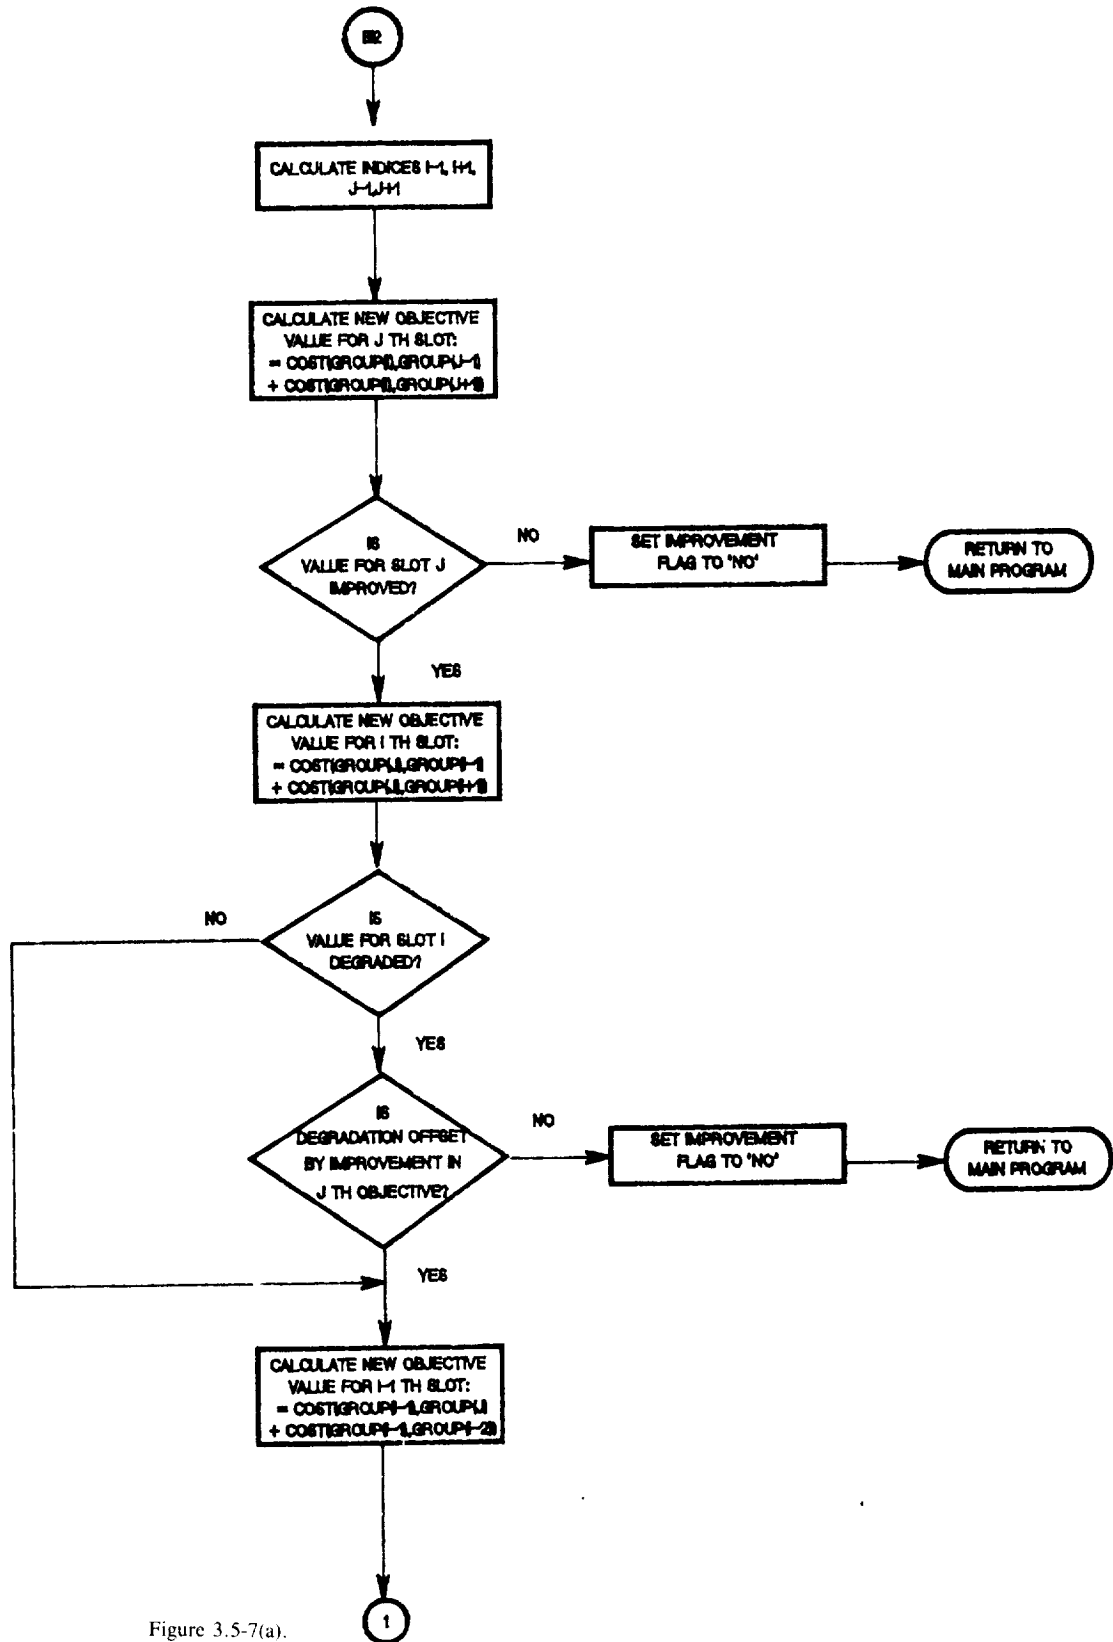 CALCULATE INDICES I-1, I+1,
J-1,J+1
CALCULATE NEW OBJECTIVE
VALUE FOR J TH SLOT:
= COST(GROUP(I),GROUP(J-1)
+ COST(GROUP(I),GROUP(J+1))
IS
VALUE FOR SLOT J
IMPROVED?
NO
SET IMPROVEMENT
FLAG TO 'NO'
RETURN TO
MAIN PROGRAM
YES
CALCULATE NEW OBJECTIVE
VALUE FOR I TH SLOT:
= COST(GROUP(J),GROUP(I-1)
+ COST(GROUP(J),GROUP(I+1))
IS
VALUE FOR SLOT I
DEGRADED?
NO
YES
IS
DEGRADATION OFFSET
BY IMPROVEMENT IN
J TH OBJECTIVE?
NO
SET IMPROVEMENT
FLAG TO 'NO'
RETURN TO
MAIN PROGRAM
YES
CALCULATE NEW OBJECTIVE
VALUE FOR I-1 TH SLOT:
= COST(GROUP(I-1),GROUP(J)
+ COST(GROUP(I-1),GROUP(I-2))
1
Figure 3.5-7(a).